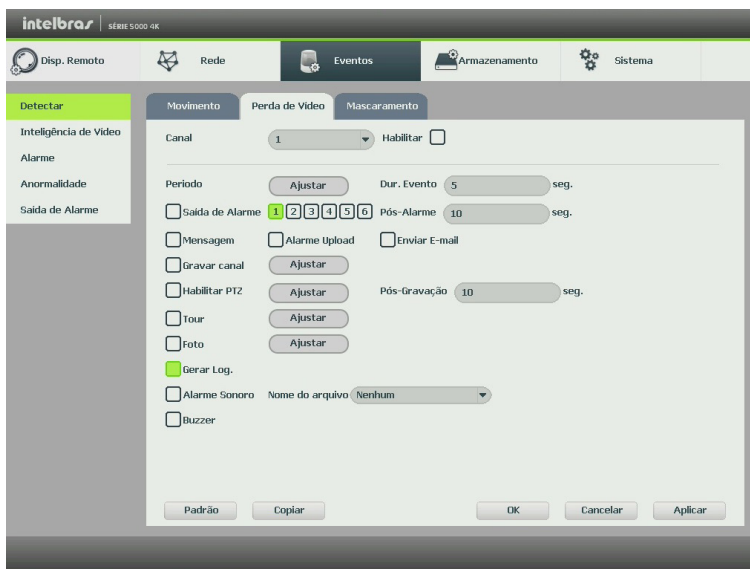 intelbras SÉRIE 5000 4K
Disp. Remoto Rede Eventos Armazenamento Sistema
Detectar
Inteligência de Vídeo
Alarme
Anormalidade
Saída de Alarme
Movimento Perda de Vídeo Mascaramento
Canal 1 Habilitar
Período Ajustar Dur. Evento 5 seg.
Saída de Alarme 1 2 3 4 5 6 Pós-Alarme 10 seg.
Mensagem Alarme Upload Enviar E-mail
Gravar canal Ajustar
Habilitar PTZ Ajustar Pós-Gravação 10 seg.
Tour Ajustar
Foto Ajustar
Gerar Log.
Alarme Sonoro Nome do arquivo Nenhum
Buzzer
Padrão Copiar OK Cancelar Aplicar